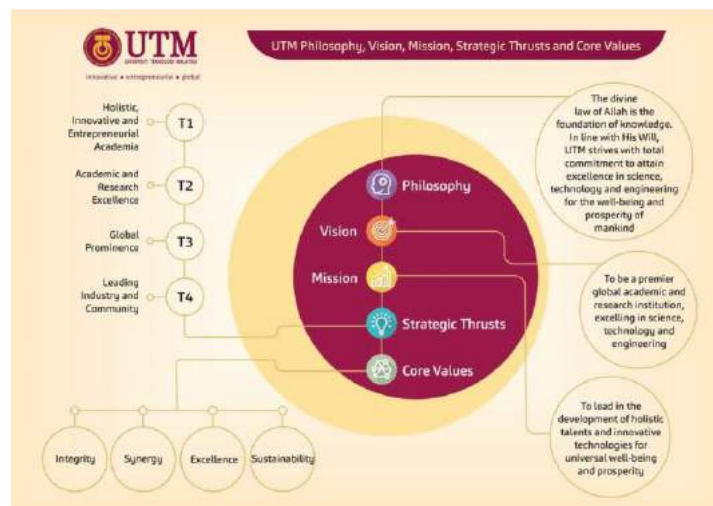 UTM
UNIVERSITI TEKNOLOGI MALAYSIA
innovative • entrepreneurial • global
UTM Philosophy, Vision, Mission, Strategic Thrusts and Core Values
Holistic,
Innovative and
Entrepreneurial
Academia
T1
Academic and
Research
Excellence
T2
Global
Prominence
T3
Leading
Industry and
Community
T4
Philosophy
Vision
Mission
Strategic Thrusts
Core Values
The divine
law of Allah is the
foundation of knowledge.
In line with His Will,
UTM strives with total
commitment to attain
excellence in science,
technology and engineering
for the well-being and
prosperity of
mankind
To be a premier
global academic and
research institution,
excelling in science,
technology and
engineering
To lead in the
development of holistic
talents and innovative
technologies for
universal well-being
and prosperity
Integrity
Synergy
Excellence
Sustainability